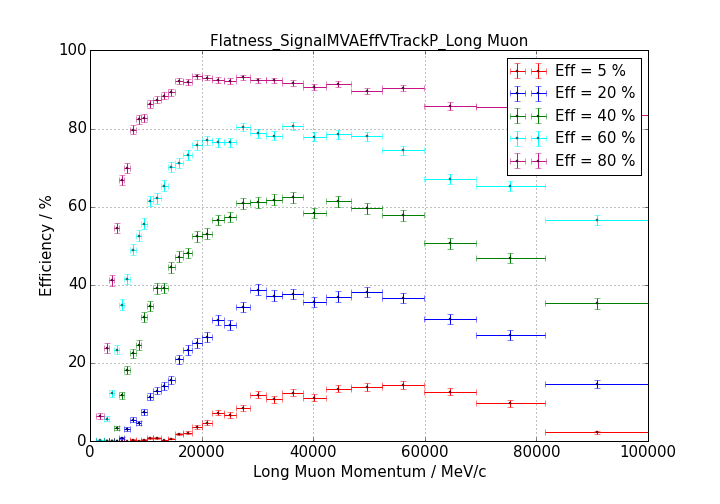 Flatness_SignalMVAEffVTrackP_Long Muon
100
80
60
40
20
0
Efficiency / %
Eff = 5 %
Eff = 20 %
Eff = 40 %
Eff = 60 %
Eff = 80 %
0 20000 40000 60000 80000 100000
Long Muon Momentum / MeV/c